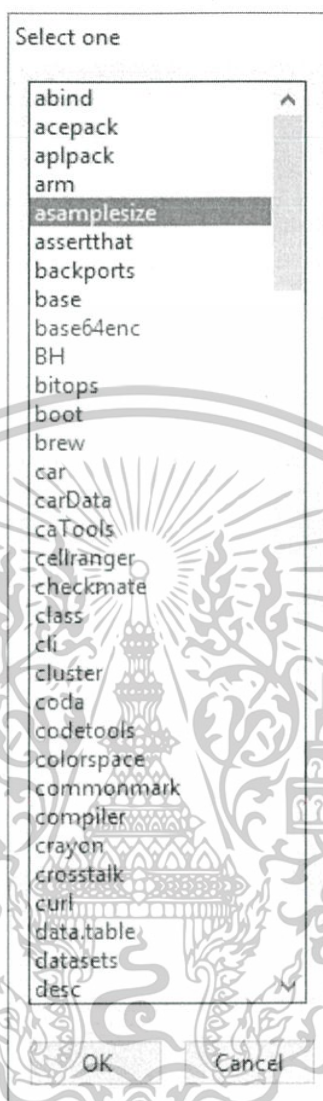 Select one
abind
acepack
aplpack
arm
asamplesize
assertthat
backports
base
base64enc
BH
bitops
boot
brew
car
carData
caTools
cellranger
checkmate
class
cli
cluster
coda
codetools
colorspace
commonmark
compiler
crayon
crosstalk
curl
data.table
datasets
desc
OK
Cancel